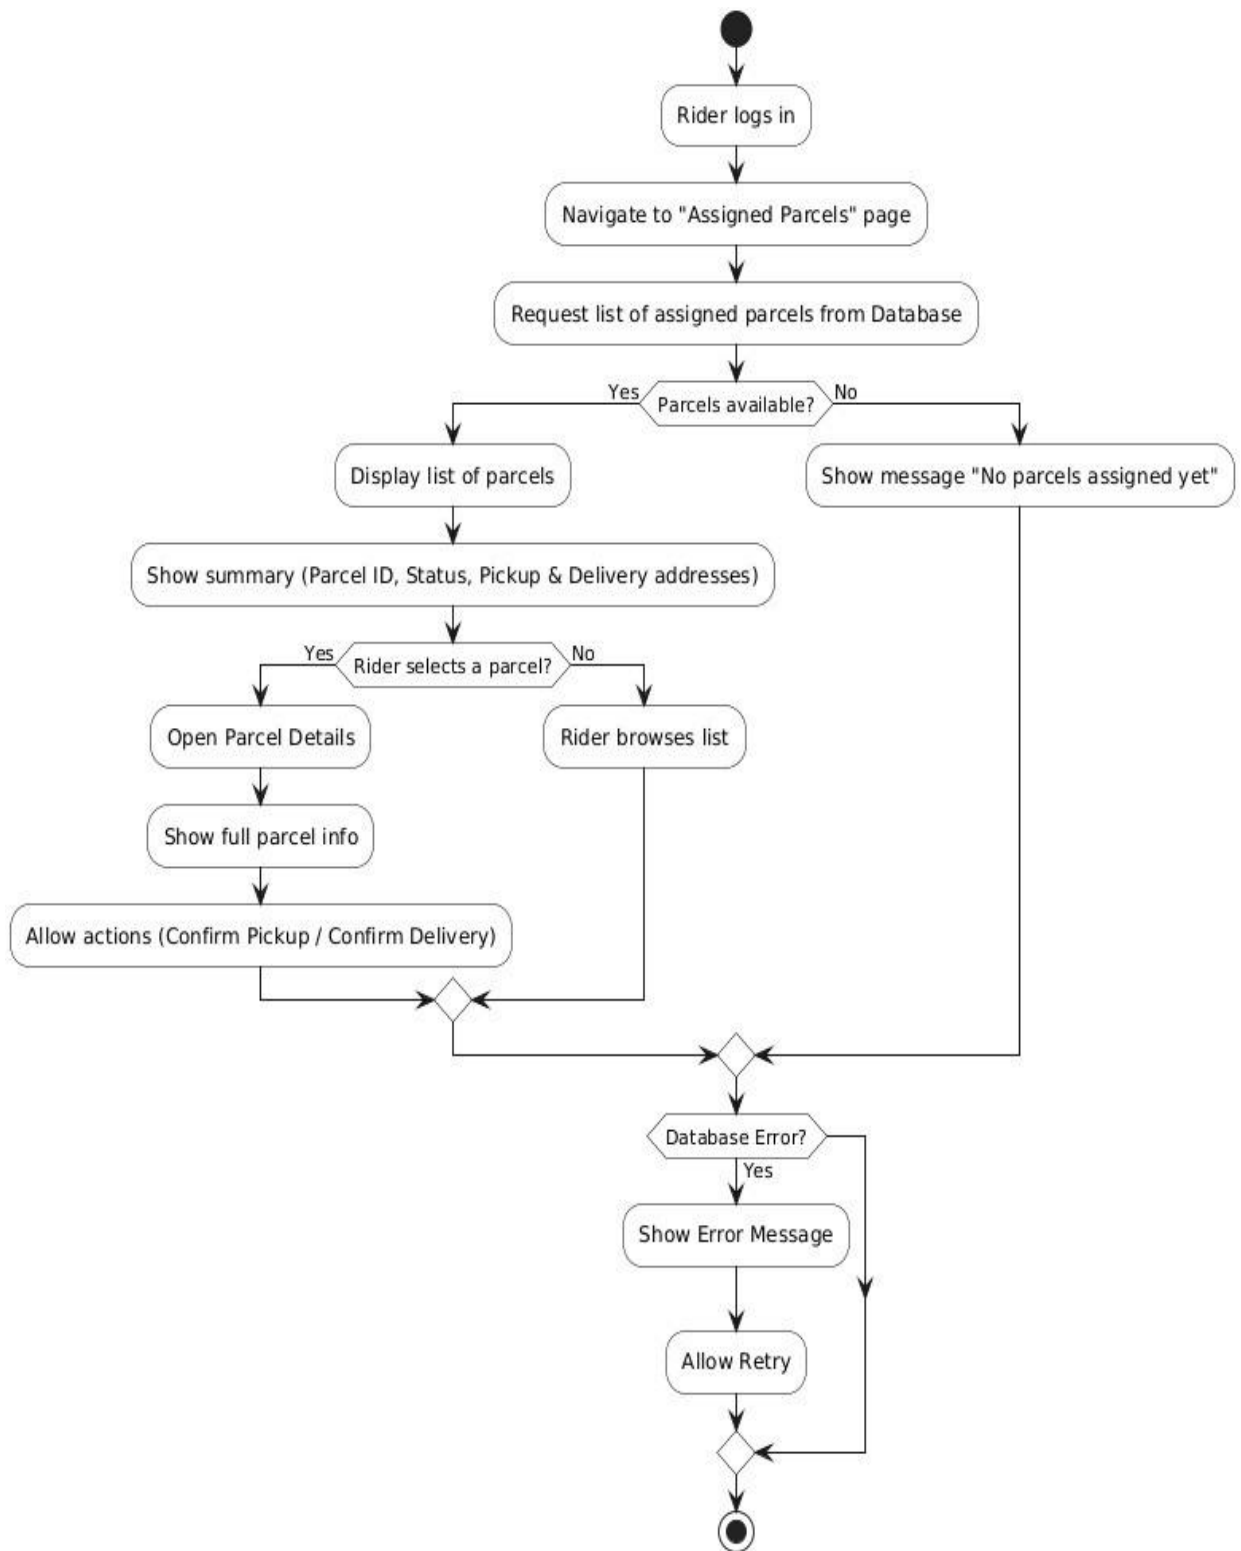 Rider logs in
Navigate to "Assigned Parcels" page
Request list of assigned parcels from Database
Yes
Parcels available?
No
Display list of parcels
Show message "No parcels assigned yet"
Show summary (Parcel ID, Status, Pickup & Delivery addresses)
Yes
Rider selects a parcel?
No
Open Parcel Details
Rider browses list
Show full parcel info
Allow actions (Confirm Pickup / Confirm Delivery)
Database Error?
Yes
Show Error Message
Allow Retry